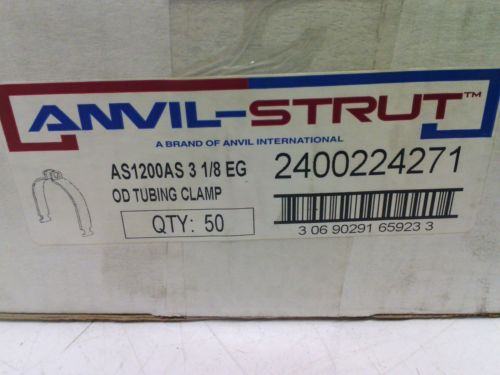 ANVIL-STRUT™
A BRAND OF ANVIL INTERNATIONAL
AS1200AS 3 1/8 EG
OD TUBING CLAMP
QTY: 50
2400224271
3 06 90291 65923 3